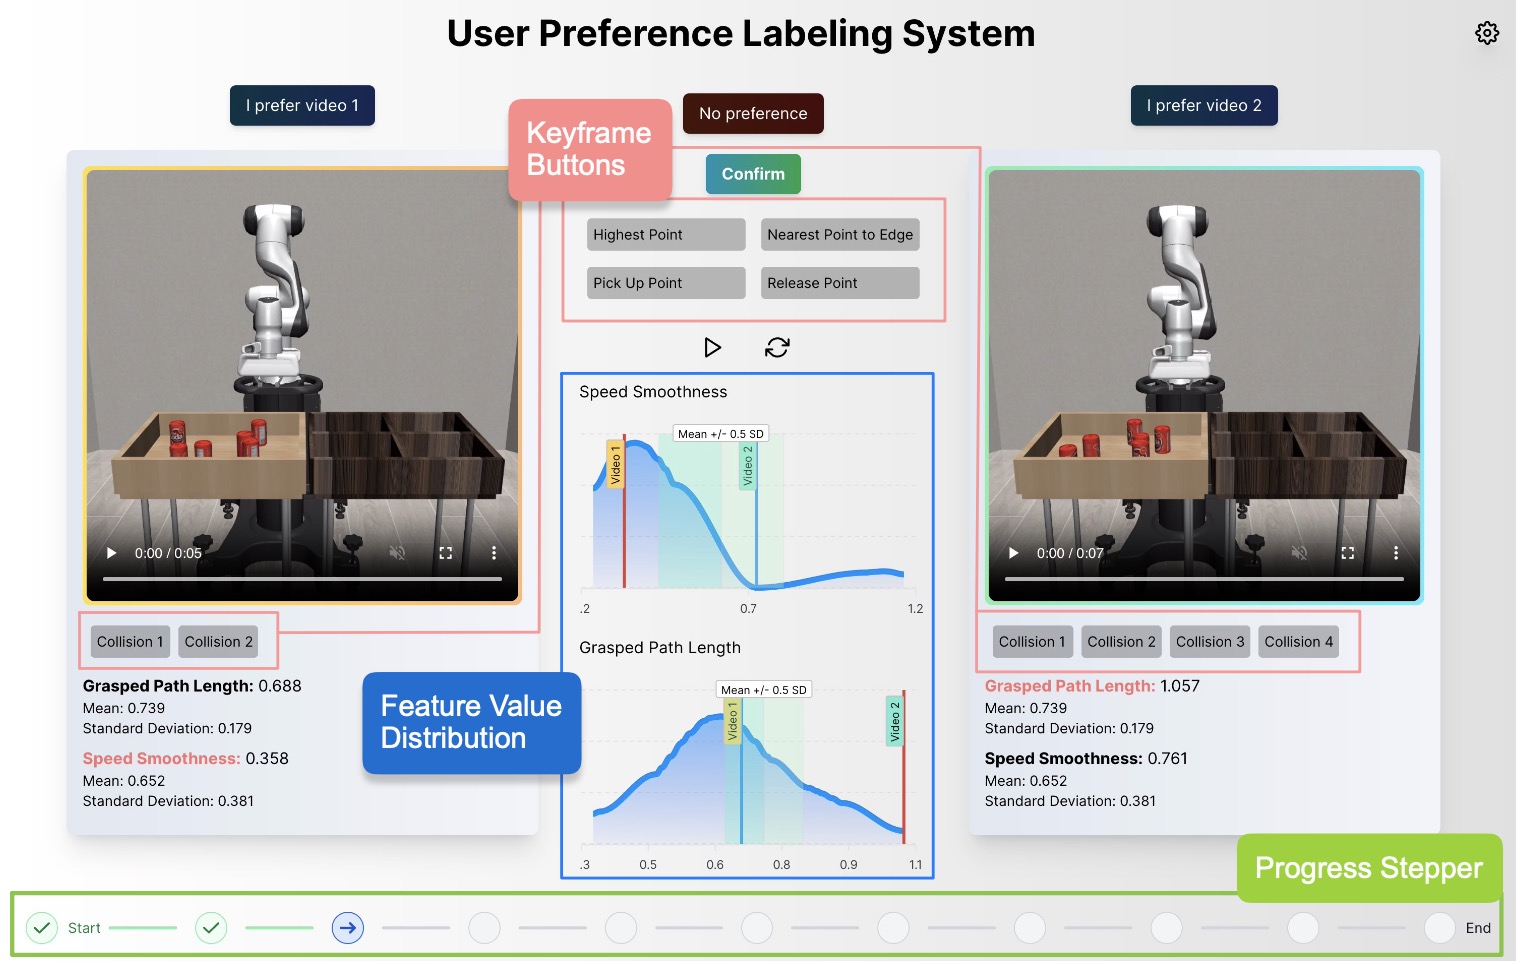 User Preference Labeling System
I prefer video 1
No preference
I prefer video 2
Keyframe
Buttons
Confirm
Highest Point
Nearest Point to Edge
Pick Up Point
Release Point
0:00 / 0:05
0:00 / 0:07
Speed Smoothness
Mean +/- 0.5 SD
Video 1
Video 2
.2
0.7
1.2
Collision 1
Collision 2
Collision 1
Collision 2
Collision 3
Collision 4
Grasped Path Length: 0.688
Mean: 0.739
Standard Deviation: 0.179
Speed Smoothness: 0.358
Mean: 0.652
Standard Deviation: 0.381
Feature Value
Distribution
Grasped Path Length
Mean +/- 0.5 SD
Video 1
Video 2
.3
0.5
0.6
0.8
0.9
1.1
Grasped Path Length: 1.057
Mean: 0.739
Standard Deviation: 0.179
Speed Smoothness: 0.761
Mean: 0.652
Standard Deviation: 0.381
Progress Stepper
Start
End